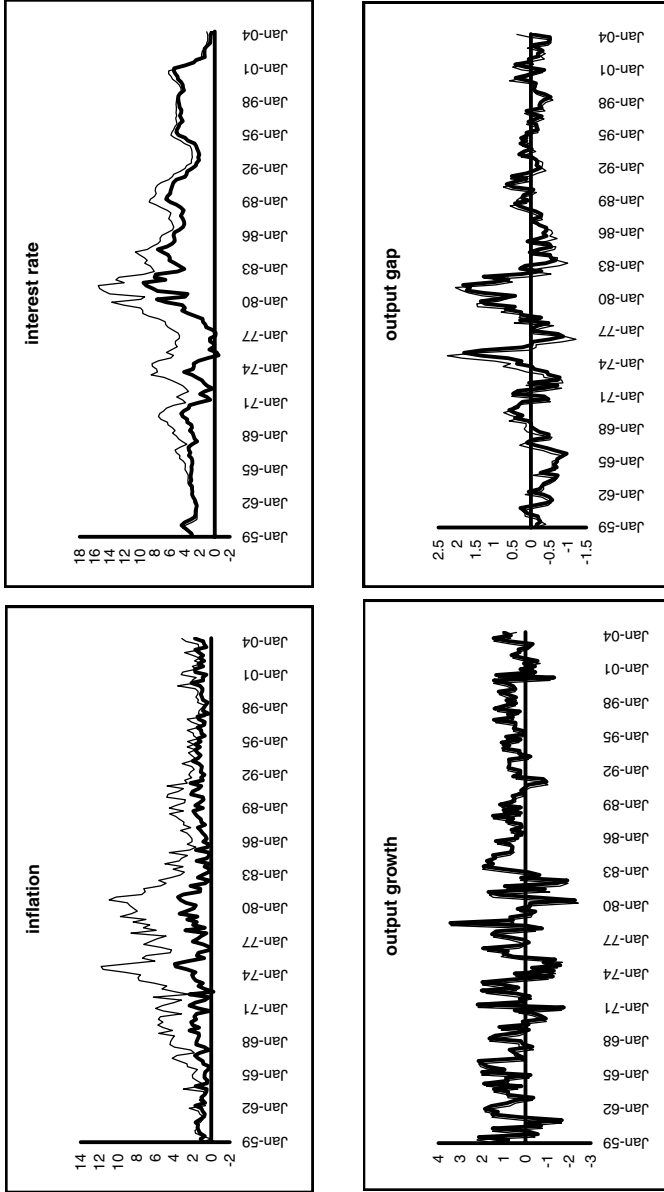 inflation
14
12
10
8
6
4
2
0
-2
Jan-59
Jan-62
Jan-65
Jan-68
Jan-71
Jan-74
Jan-77
Jan-80
Jan-83
Jan-86
Jan-89
Jan-92
Jan-95
Jan-98
Jan-01
Jan-04
interest rate
18
16
14
12
10
8
6
4
2
0
-2
Jan-59
Jan-62
Jan-65
Jan-68
Jan-71
Jan-74
Jan-77
Jan-80
Jan-83
Jan-86
Jan-89
Jan-92
Jan-95
Jan-98
Jan-01
Jan-04
output growth
4
3
2
1
0
-1
-2
-3
Jan-59
Jan-62
Jan-65
Jan-68
Jan-71
Jan-74
Jan-77
Jan-80
Jan-83
Jan-86
Jan-89
Jan-92
Jan-95
Jan-98
Jan-01
Jan-04
output gap
2.5
2
1.5
1
0.5
0
-0.5
-1
-1.5
Jan-59
Jan-62
Jan-65
Jan-68
Jan-71
Jan-74
Jan-77
Jan-80
Jan-83
Jan-86
Jan-89
Jan-92
Jan-95
Jan-98
Jan-01
Jan-04